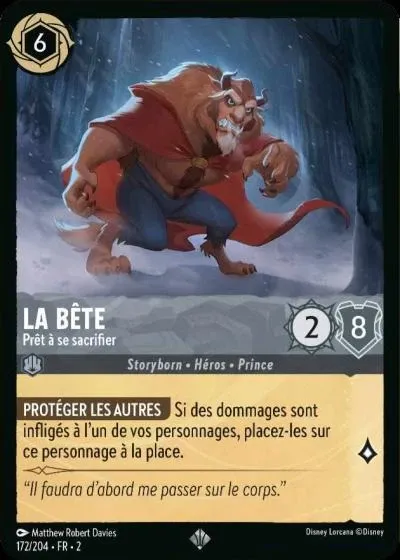 6
LA BÊTE
Prêt à se sacrifier
2
8
Storyborn • Héros • Prince
PROTÉGER LES AUTRES Si des dommages sont
infligés à l'un de vos personnages, placez-les sur
ce personnage à la place.
“Il faudra d'abord me passer sur le corps.”
Matthew Robert Davies
Disney Lorcana ©Disney
172/204 • FR • 2